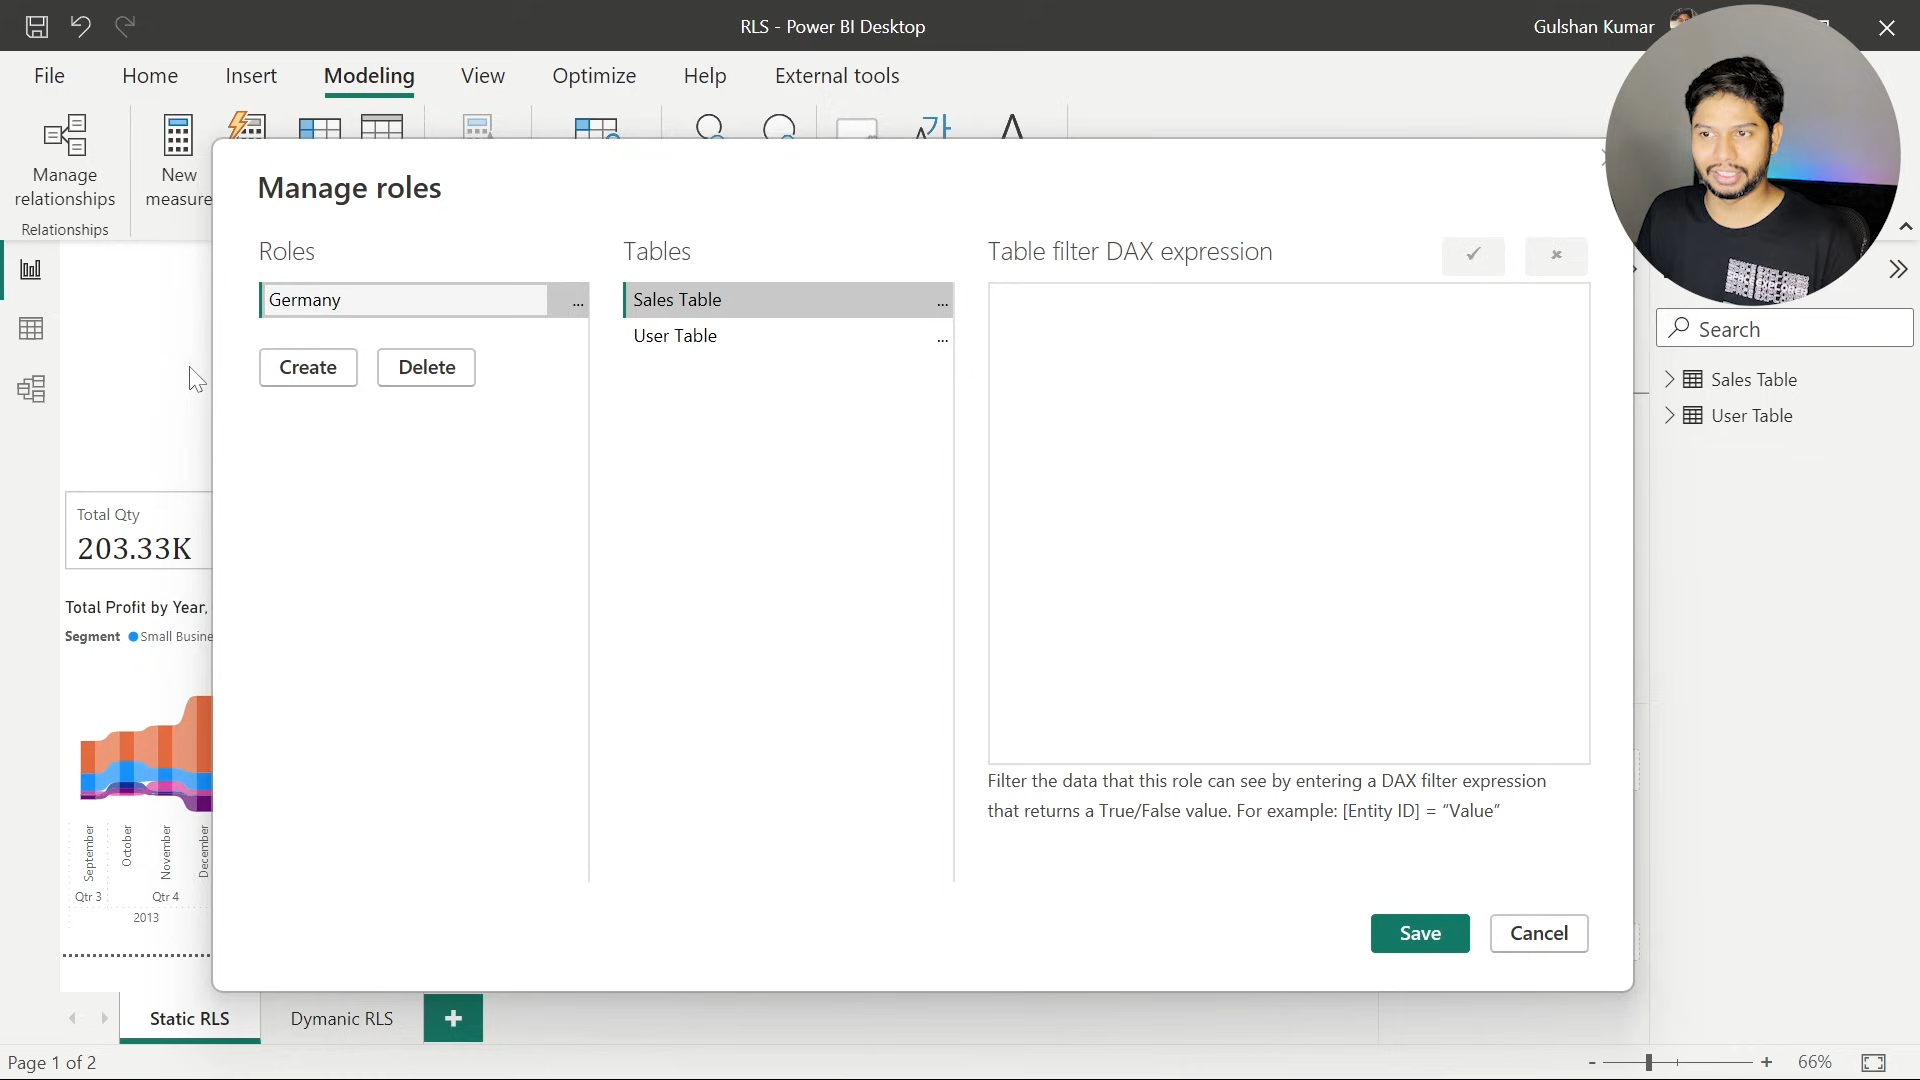 RLS - Power BI Desktop
Gulshan Kumar
File
Home
Insert
Modeling
View
Optimize
Help
External tools
Manage
relationships
Relationships
New
measure
Manage roles
Roles
Tables
Table filter DAX expression
Germany
...
Sales Table
...
User Table
...
Create
Delete
Search
Sales Table
User Table
Total Qty
203.33K
Total Profit by Year,
Segment
Small Busine
September
October
November
December
Qtr 3
Qtr 4
2013
Filter the data that this role can see by entering a DAX filter expression
that returns a True/False value. For example: [Entity ID] = “Value”
Save
Cancel
Static RLS
Dymanic RLS
+
Page 1 of 2
-
+
66%